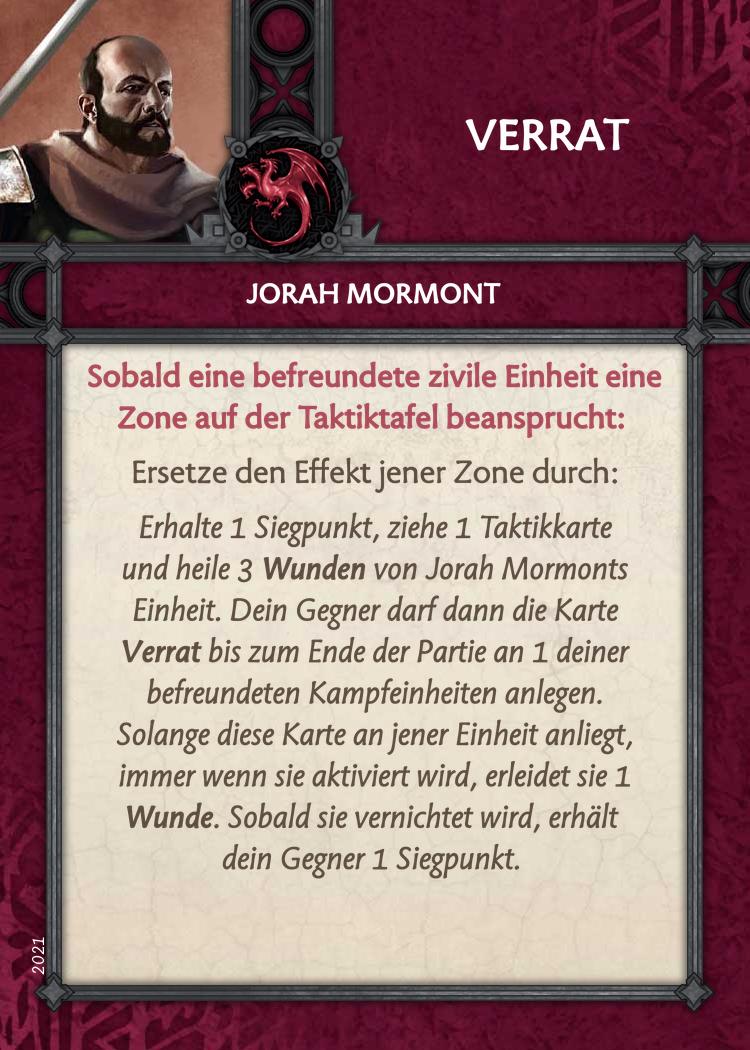 VERRAT
JORAH MORMONT
Sobald eine befreundete zivile Einheit eine
Zone auf der Taktiktafel beansprucht:
Ersetze den Effekt jener Zone durch:
Erhalte 1 Siegpunkt, ziehe 1 Taktikkarte
und heile 3 Wunden von Jorah Mormonts
Einheit. Dein Gegner darf dann die Karte
Verrat bis zum Ende der Partie an 1 deiner
befreundeten Kampfeinheiten anlegen.
Solange diese Karte an jener Einheit anliegt,
immer wenn sie aktiviert wird, erleidet sie 1
Wunde. Sobald sie vernichtet wird, erhält
dein Gegner 1 Siegpunkt.
2021